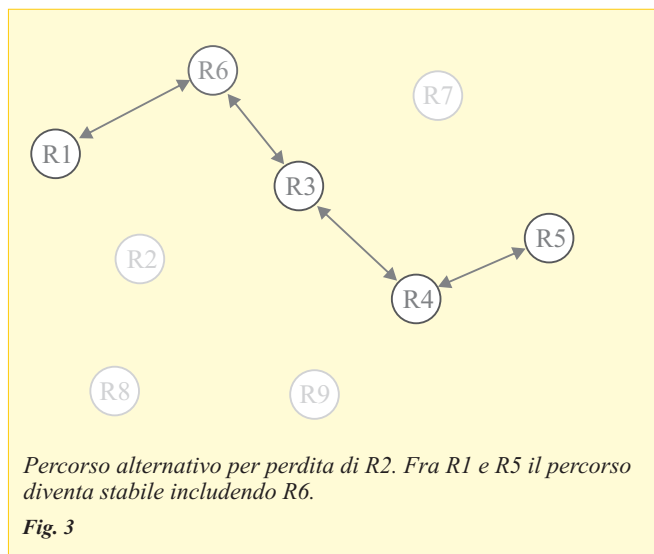 R6
R7
R1
R3
R5
R2
R4
R8
R9
Percorso alternativo per perdita di R2. Fra R1 e R5 il percorso
diventa stabile includendo R6.
Fig. 3